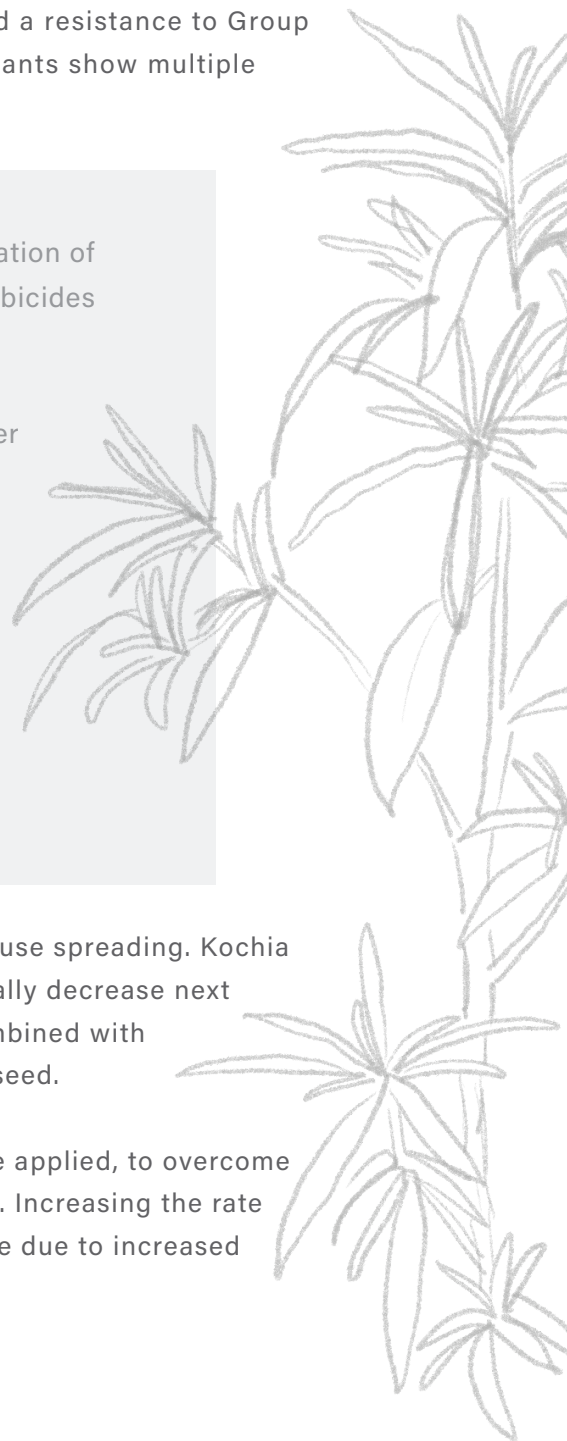 a resistance to Group
ants show multiple
ation of
bicides
er
use spreading. Kochia
ally decrease next
nbined with
seed.
e applied, to overcome
. Increasing the rate
e due to increased